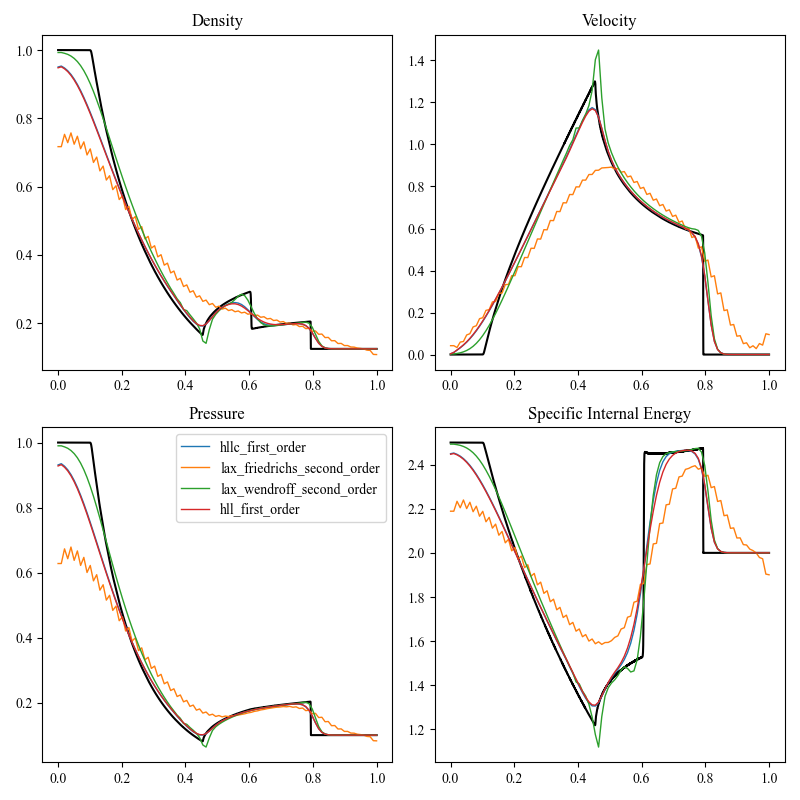 Density
1.0
0.8
0.6
0.4
0.2
0.0 0.2 0.4 0.6 0.8 1.0
Velocity
1.4
1.2
1.0
0.8
0.6
0.4
0.2
0.0
0.0 0.2 0.4 0.6 0.8 1.0
Pressure
1.0
0.8
0.6
0.4
0.2
0.0 0.2 0.4 0.6 0.8 1.0
hllc_first_order
lax_friedrichs_second_order
lax_wendroff_second_order
hll_first_order
Specific Internal Energy
2.4
2.2
2.0
1.8
1.6
1.4
1.2
0.0 0.2 0.4 0.6 0.8 1.0